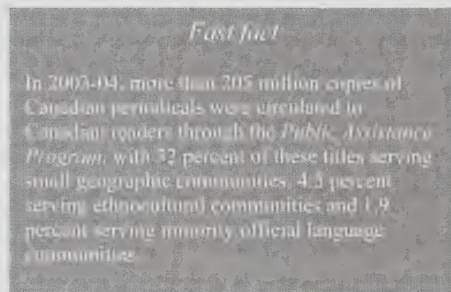 Fast fact
In 2003-04, more than 205 million copies of
Canadian periodicals were circulated to
Canadian readers through the Public Assistance
Program, with 32 percent of these titles serving
small geographic communities, 4.5 percent
serving ethnocultural communities and 1.9
percent serving minority official language
communities